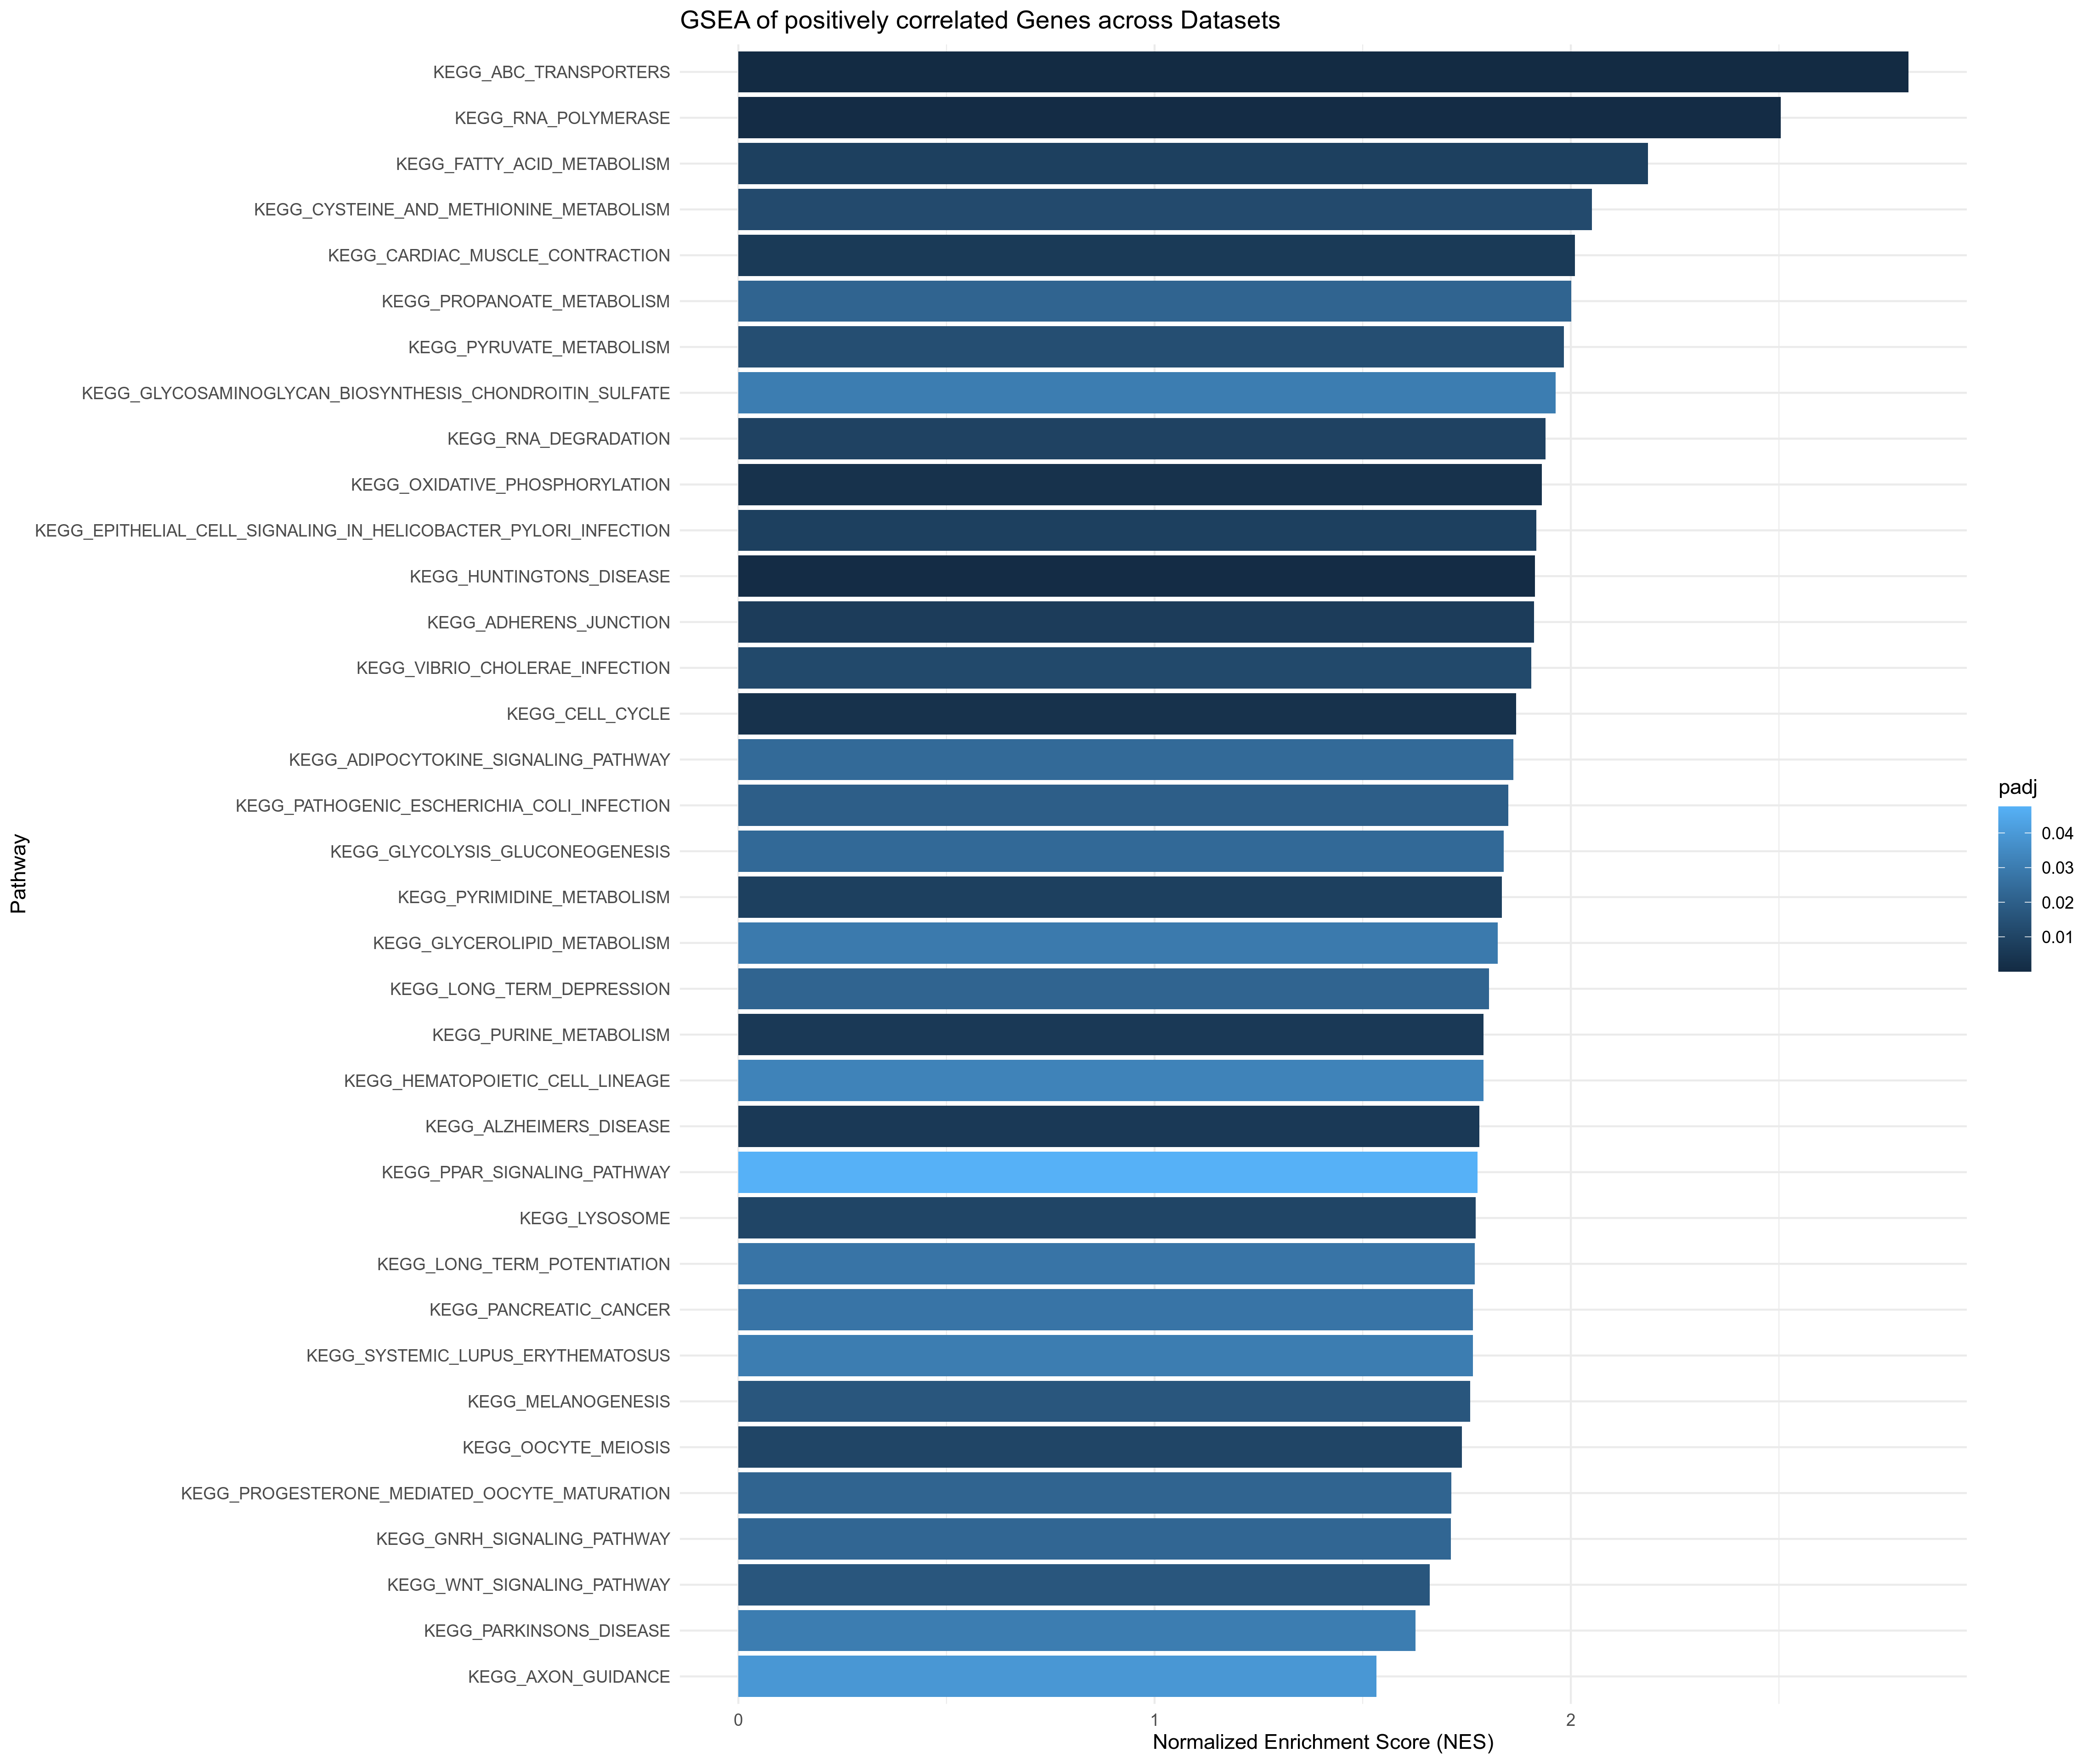 GSEA of positively correlated Genes across Datasets
KEGG_ABC_TRANSPORTERS
KEGG_RNA_POLYMERASE
KEGG_FATTY_ACID_METABOLISM
KEGG_CYSTEINE_AND_METHIONINE_METABOLISM
KEGG_CARDIAC_MUSCLE_CONTRACTION
KEGG_PROPANOATE_METABOLISM
KEGG_PYRUVATE_METABOLISM
KEGG_GLYCOSAMINOGLYCAN_BIOSYNTHESIS_CHONDROITIN_SULFATE
KEGG_RNA_DEGRADATION
KEGG_OXIDATIVE_PHOSPHORYLATION
KEGG_EPITHELIAL_CELL_SIGNALING_IN_HELICOBACTER_PYLORI_INFECTION
KEGG_HUNTINGTONS_DISEASE
KEGG_ADHERENS_JUNCTION
KEGG_VIBRIO_CHOLERAE_INFECTION
KEGG_CELL_CYCLE
KEGG_ADIPOCYTOKINE_SIGNALING_PATHWAY
KEGG_PATHOGENIC_ESCHERICHIA_COLI_INFECTION
KEGG_GLYCOLYSIS_GLUCONEOGENESIS
KEGG_PYRIMIDINE_METABOLISM
KEGG_GLYCEROLIPID_METABOLISM
KEGG_LONG_TERM_DEPRESSION
KEGG_PURINE_METABOLISM
KEGG_HEMATOPOIETIC_CELL_LINEAGE
KEGG_ALZHEIMERS_DISEASE
KEGG_PPAR_SIGNALING_PATHWAY
KEGG_LYSOSOME
KEGG_LONG_TERM_POTENTIATION
KEGG_PANCREATIC_CANCER
KEGG_SYSTEMIC_LUPUS_ERYTHEMATOSUS
KEGG_MELANOGENESIS
KEGG_OOCYTE_MEIOSIS
KEGG_PROGESTERONE_MEDIATED_OOCYTE_MATURATION
KEGG_GNRH_SIGNALING_PATHWAY
KEGG_WNT_SIGNALING_PATHWAY
KEGG_PARKINSONS_DISEASE
KEGG_AXON_GUIDANCE
Pathway
0 1 2
Normalized Enrichment Score (NES)
padj
0.04
0.03
0.02
0.01